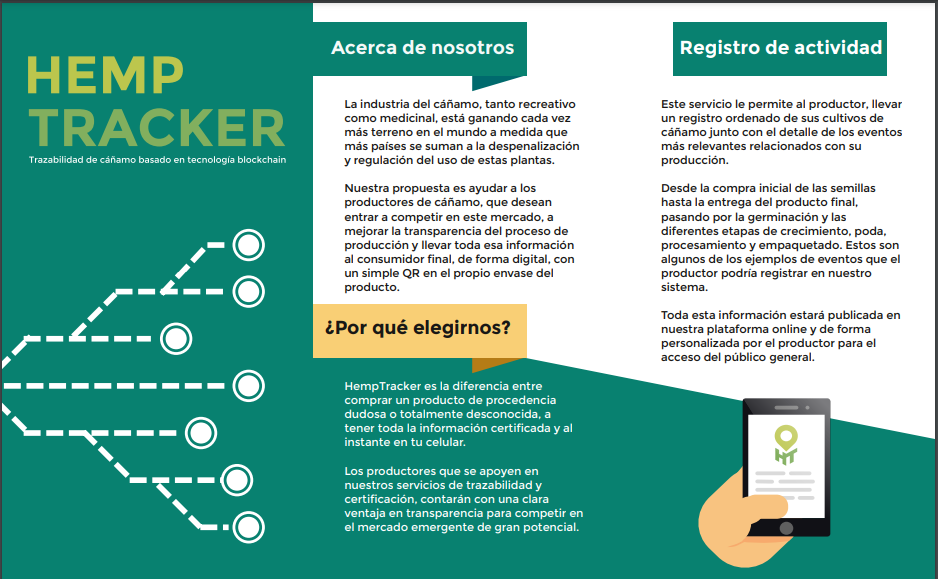 HEMP
TRACKER
Trazabilidad de cáñamo basado en tecnología blockchain
Acerca de nosotros
La industria del cáñamo, tanto recreativo
como medicinal, está ganando cada vez
más terreno en el mundo a medida que
más países se suman a la despenalización
y regulación del uso de estas plantas.
Nuestra propuesta es ayudar a los
productores de cáñamo, que desean
entrar a competir en este mercado, a
mejorar la transparencia del proceso de
producción y llevar toda esa información
al consumidor final, de forma digital, con
un simple QR en el propio envase del
producto.
¿Por qué elegirnos?
HempTracker es la diferencia entre
comprar un producto de procedencia
dudosa o totalmente desconocida, a
tener toda la información certificada y al
instante en tu celular.
Los productores que se apoyen en
nuestros servicios de trazabilidad y
certificación, contarán con una clara
ventaja en transparencia para competir en
el mercado emergente de gran potencial.
Registro de actividad
Este servicio le permite al productor, llevar
un registro ordenado de sus cultivos de
cáñamo junto con el detalle de los eventos
más relevantes relacionados con su
producción.
Desde la compra inicial de las semillas
hasta la entrega del producto final,
pasando por la germinación y las
diferentes etapas de crecimiento, poda,
procesamiento y empaquetado. Estos son
algunos de los ejemplos de eventos que el
productor podría registrar en nuestro
sistema.
Toda esta información estará publicada en
nuestra plataforma online y de forma
personalizada por el productor para el
acceso del público general.
HT